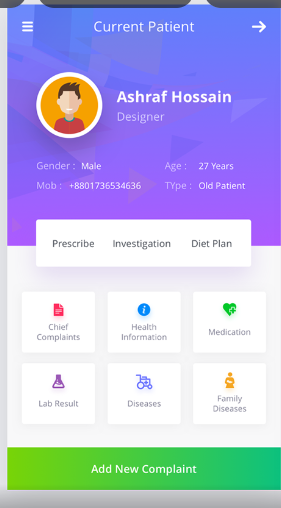 Current Patient
Ashraf Hossain
Designer
Gender : Male Age : 27 Years
Mob : +8801736534636 TYpe : Old Patient
Prescribe Investigation Diet Plan
Chief
Complaints
Health
Information
Medication
Lab Result
Diseases
Family
Diseases
Add New Complaint